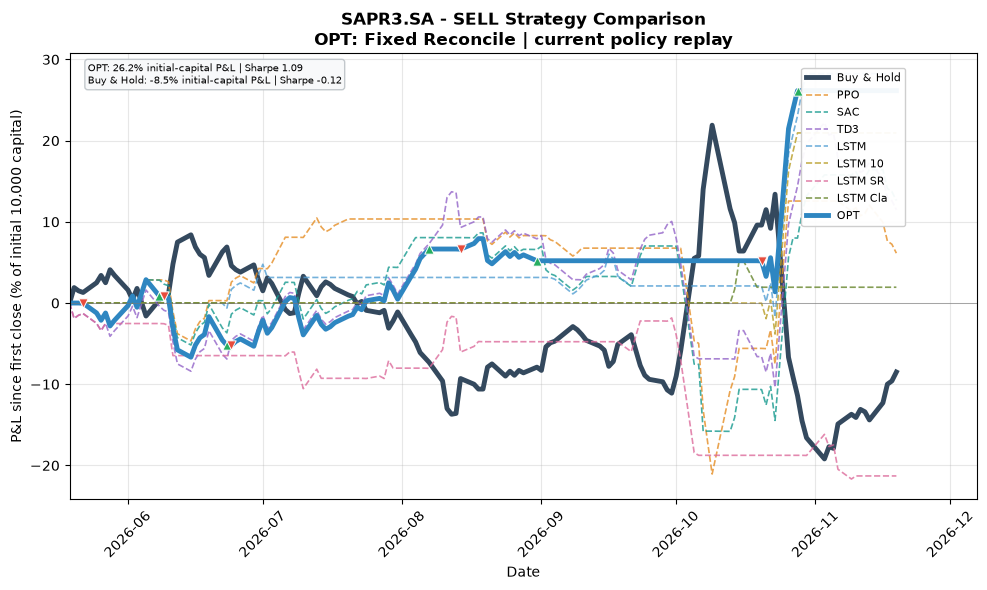 SAPR3.SA - SELL Strategy Comparison
OPT: Fixed Reconcile | current policy replay
OPT: 26.2% initial-capital P&L | Sharpe 1.09
Buy & Hold: -8.5% initial-capital P&L | Sharpe -0.12
Buy & Hold
PPO
SAC
TD3
LSTM
LSTM 10
LSTM SR
LSTM Cla
OPT
P&L since first close (% of initial 10,000 capital)
30
20
10
0
−10
−20
2026-06
2026-07
2026-08
2026-09
2026-10
2026-11
2026-12
Date